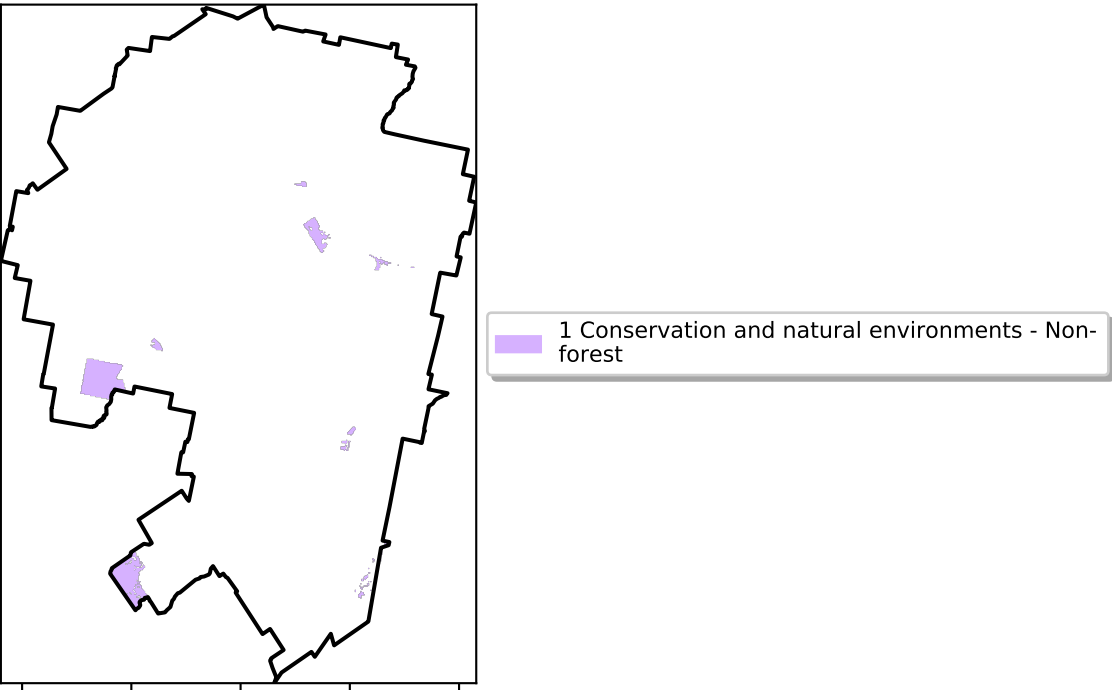 1 Conservation and natural environments - Non-
forest